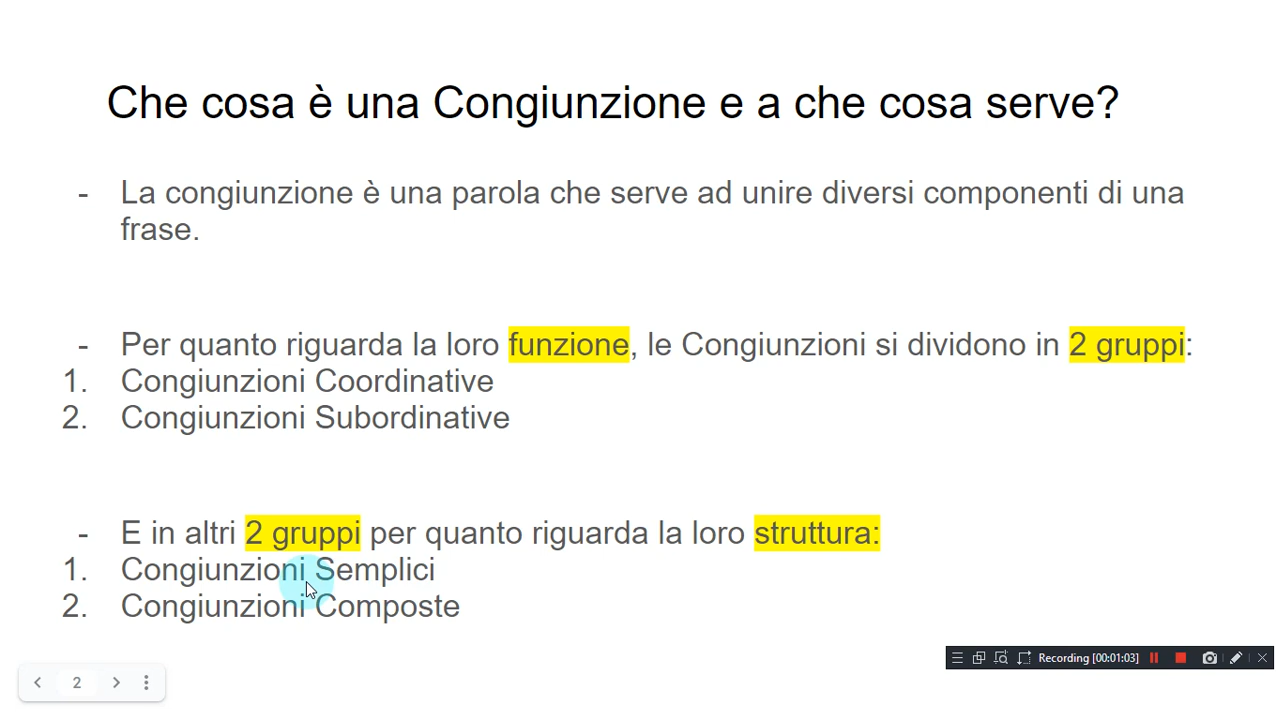 Che cosa è una Congiunzione e a che cosa serve?
- La congiunzione è una parola che serve ad unire diversi componenti di una
frase.
- Per quanto riguarda la loro funzione, le Congiunzioni si dividono in 2 gruppi:
1. Congiunzioni Coordinative
2. Congiunzioni Subordinative
- E in altri 2 gruppi per quanto riguarda la loro struttura:
1. Congiunzioni Semplici
2. Congiunzioni Composte
Recording [00:01:03]
2